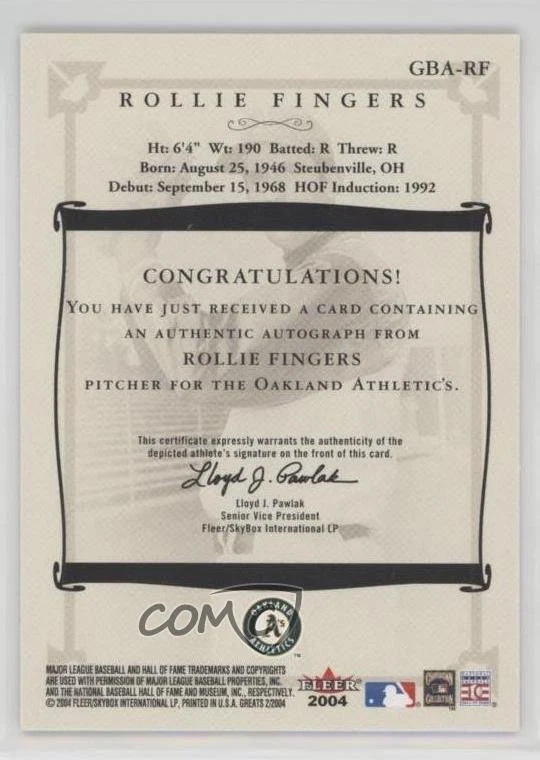 GBA-RF
ROLLIE FINGERS
Ht: 6'4" Wt: 190 Batted: R Threw: R
Born: August 25, 1946 Steubenville, OH
Debut: September 15, 1968 HOF Induction: 1992
CONGRATULATIONS!
YOU HAVE JUST RECEIVED A CARD CONTAINING
AN AUTHENTIC AUTOGRAPH FROM
ROLLIE FINGERS
PITCHER FOR THE OAKLAND ATHLETIC'S.
This certificate expressly warrants the authenticity of the
depicted athlete's signature on the front of this card.
Lloyd J. Pawlak
Lloyd J. Pawlak
Senior Vice President
Fleer/SkyBox International LP
COMC
OAKLAND
A's
ATHLETICS
TM
MAJOR LEAGUE BASEBALL AND HALL OF FAME TRADEMARKS AND COPYRIGHTS
ARE USED WITH PERMISSION OF MAJOR LEAGUE BASEBALL PROPERTIES, INC.
AND THE NATIONAL BASEBALL HALL OF FAME AND MUSEUM, INC., RESPECTIVELY.
© 2004 FLEER/SKYBOX INTERNATIONAL LP, PRINTED IN U.S.A. GREATS 2/2004
FLEER
2004